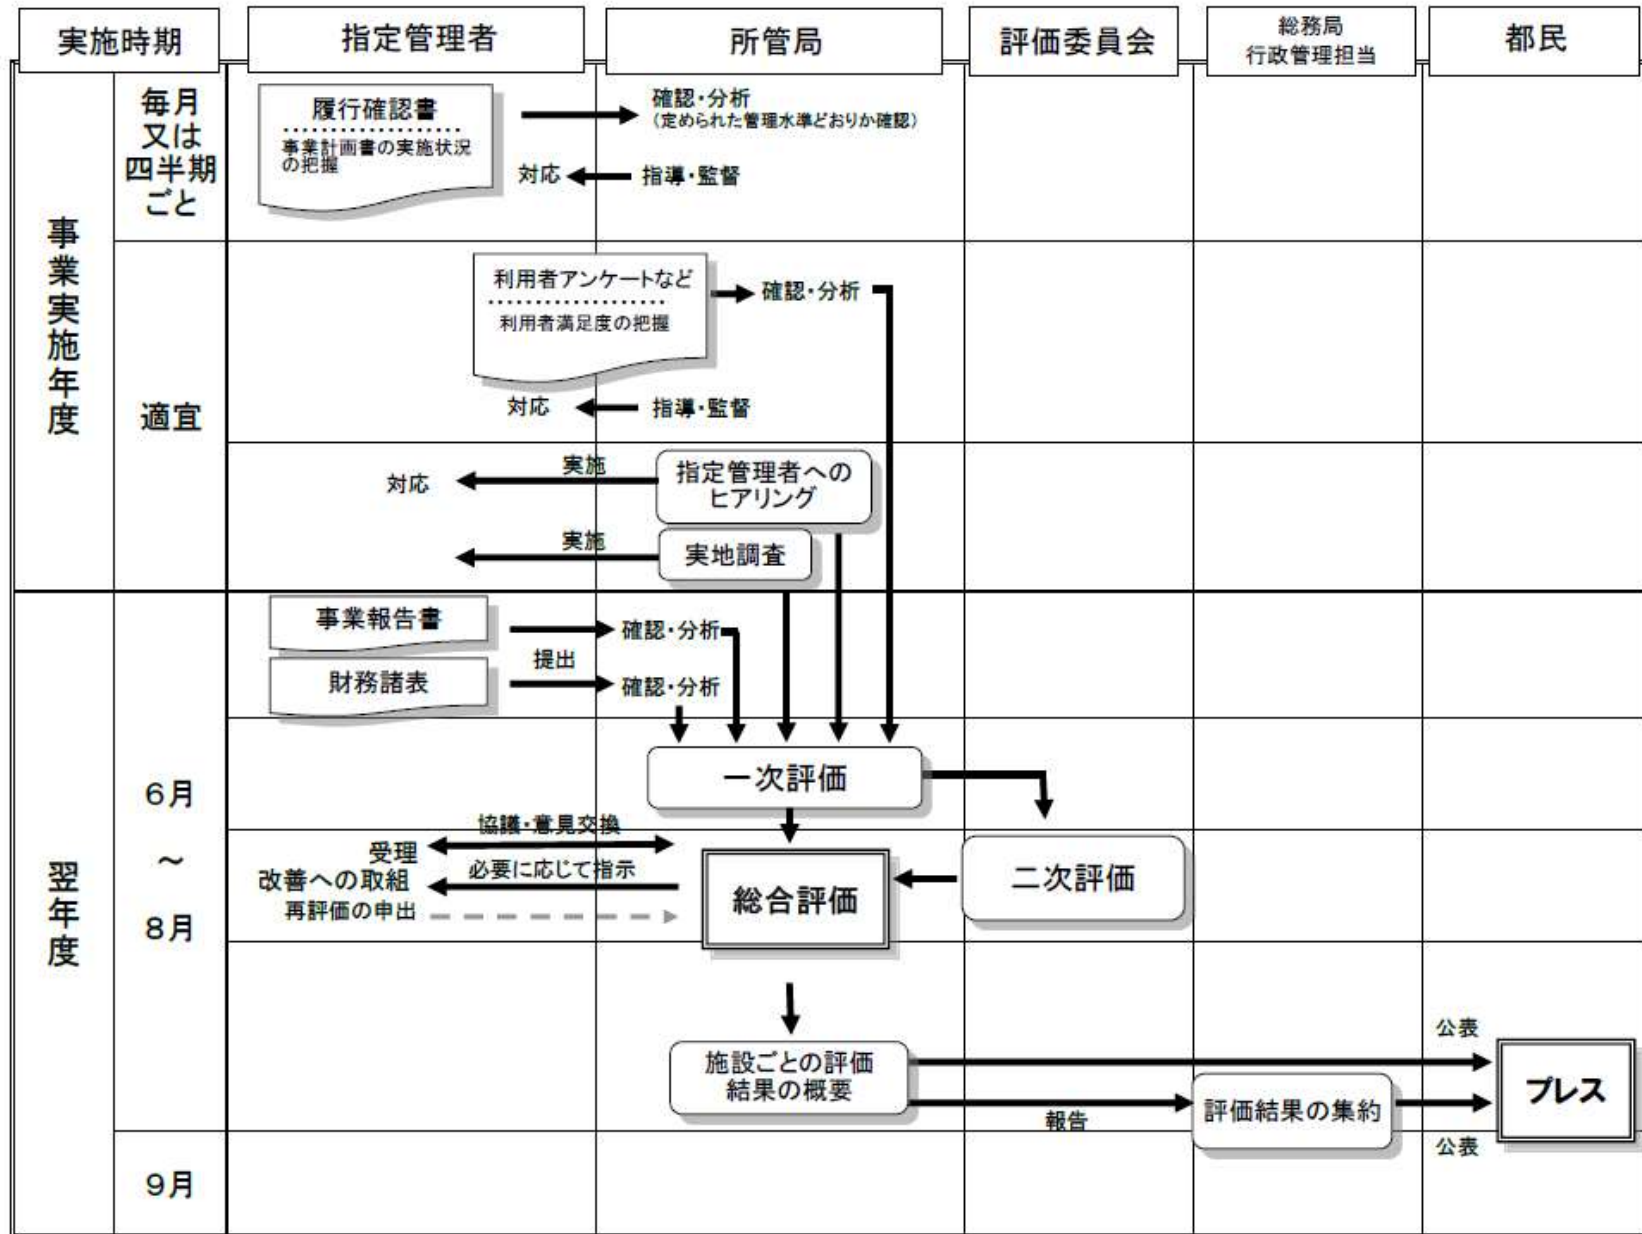 実施時期
指定管理者
所管局
評価委員会
総務局
行政管理担当
都民
事業実施年度
毎月
又は
四半期
ごと
履行確認書
事業計画書の実施状況
の把握
確認・分析
(定められた管理水準どおりか確認)
対応
指導・監督
適宜
利用者アンケートなど
利用者満足度の把握
確認・分析
対応
指導・監督
対応
実施
指定管理者への
ヒアリング
実施
実地調査
翌年度
6月
~
8月
事業報告書
確認・分析
提出
財務諸表
確認・分析
一次評価
協議・意見交換
受理
必要に応じて指示
改善への取組
再評価の申出
総合評価
二次評価
施設ごとの評価
結果の概要
公表
プレス
報告
評価結果の集約
公表
9月